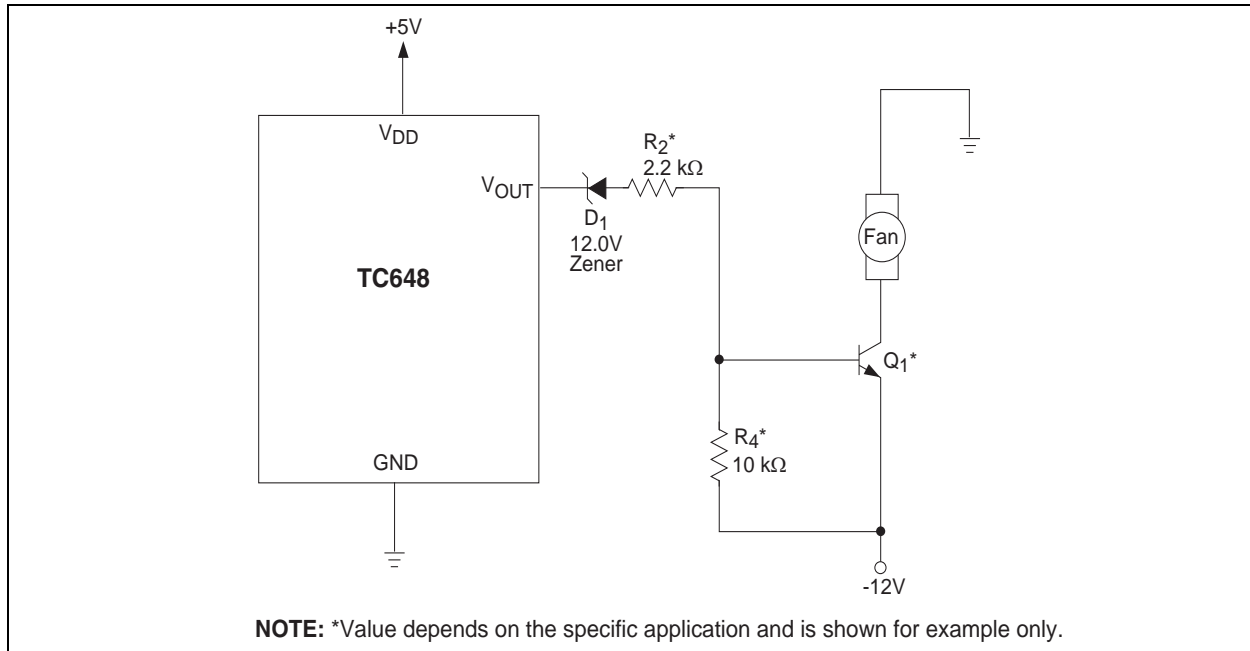 +5V
VDD
R2*
2.2 kΩ
VOUT
D1
12.0V
Zener
Fan
TC648
Q1*
R4*
10 kΩ
GND
-12V
NOTE: *Value depends on the specific application and is shown for example only.